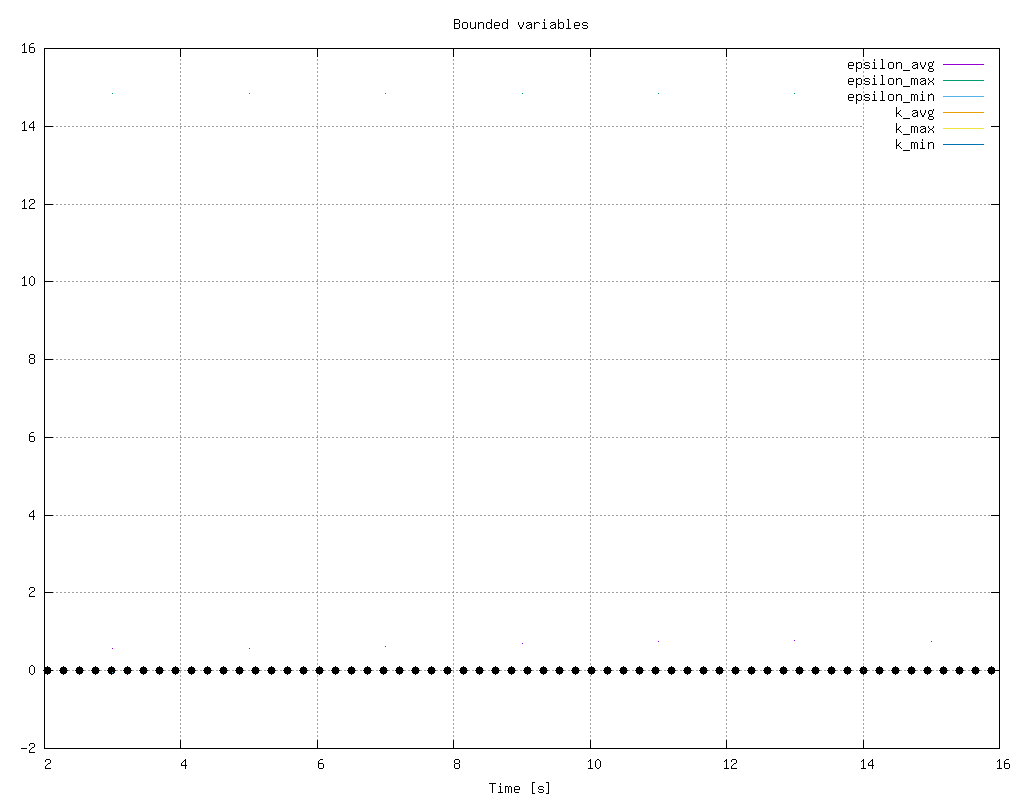 Bounded variables
16
14
12
10
8
6
4
2
0
-2
epsilon_avg
epsilon_max
epsilon_min
k_avg
k_max
k_min
2 4 6 8 10 12 14 16
Time [s]